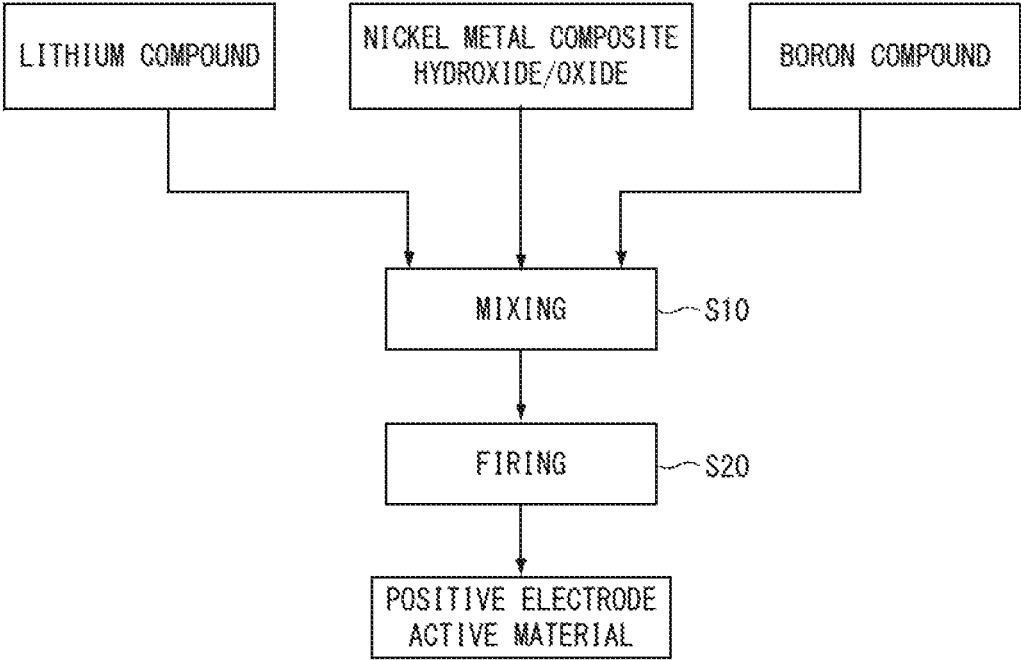 LITHIUM COMPOUND
NICKEL METAL COMPOSITE
HYDROXIDE/OXIDE
BORON COMPOUND
MIXING
S10
FIRING
S20
POSITIVE ELECTRODE
ACTIVE MATERIAL